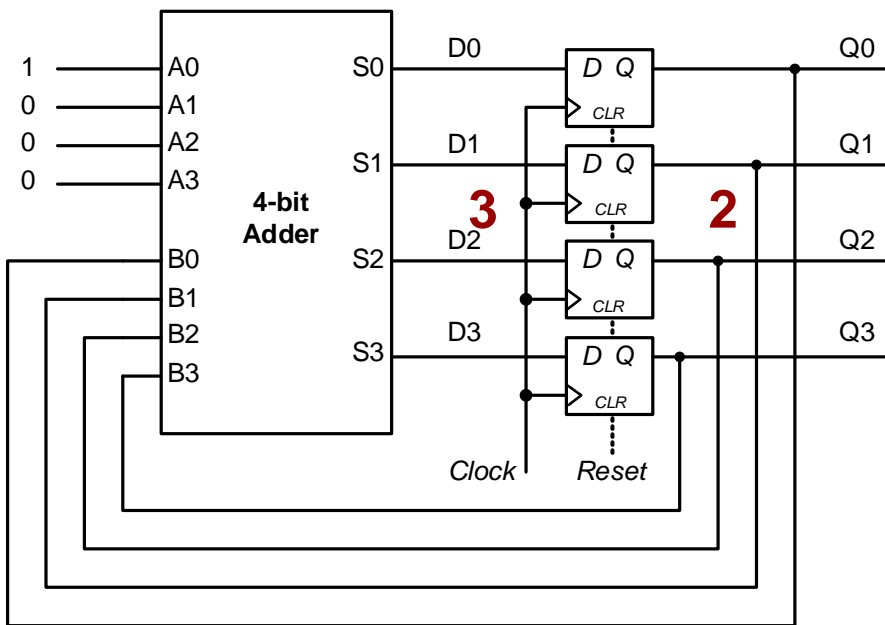 D0 Q0
D Q
1 A0 S0
0 A1 CLR
0 A2 D1 Q1
0 A3 S1 D Q
4-bit 3 2
Adder CLR
D2 Q2
B0 S2 D Q
B1 CLR
B2 D3 Q3
B3 S3 D Q
CLR
Clock Reset